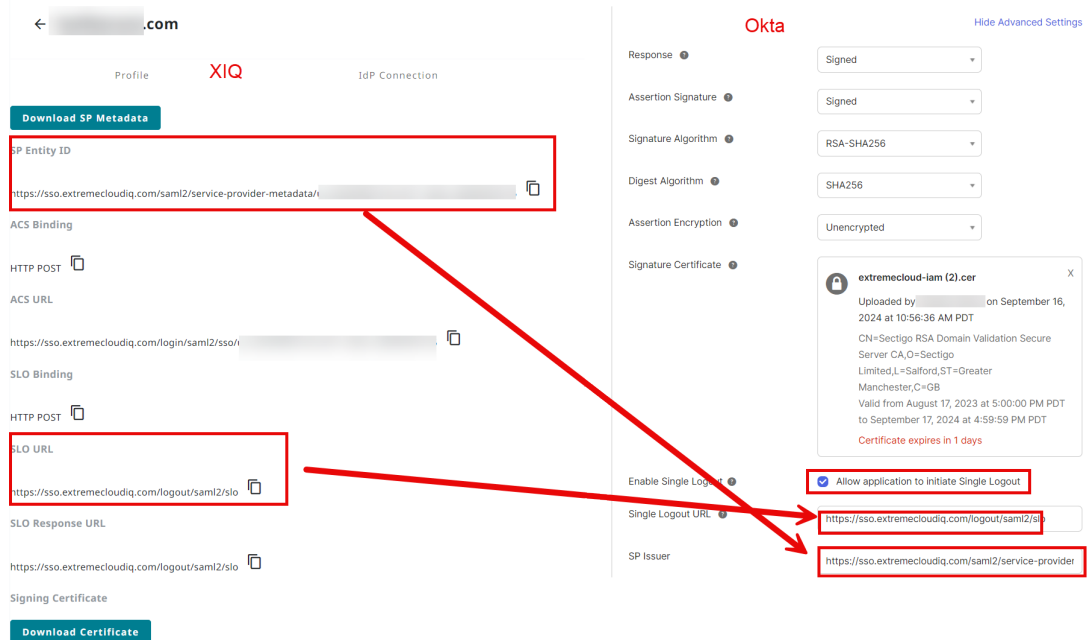 .com
XIQ
Profile
IdP Connection
Download SP Metadata
SP Entity ID
https://sso.extremecloudiq.com/saml2/service-provider-metadata/
ACS Binding
HTTP POST
ACS URL
https://sso.extremecloudiq.com/login/saml2/sso/
SLO Binding
HTTP POST
SLO URL
https://sso.extremecloudiq.com/logout/saml2/slo
SLO Response URL
https://sso.extremecloudiq.com/logout/saml2/slo
Signing Certificate
Download Certificate
Okta
Hide Advanced Settings
Response
Signed
Assertion Signature
Signed
Signature Algorithm
RSA-SHA256
Digest Algorithm
SHA256
Assertion Encryption
Unencrypted
Signature Certificate
extremecloud-iam (2).cer
X
Uploaded by on September 16,
2024 at 10:56:36 AM PDT
CN=Sectigo RSA Domain Validation Secure
Server CA,O=Sectigo
Limited,L=Salford,ST=Greater
Manchester,C=GB
Valid from August 17, 2023 at 5:00:00 PM PDT
to September 17, 2024 at 4:59:59 PM PDT
Certificate expires in 1 days
Enable Single Logout
Allow application to initiate Single Logout
Single Logout URL
https://sso.extremecloudiq.com/logout/saml2/slo
SP Issuer
https://sso.extremecloudiq.com/saml2/service-provider